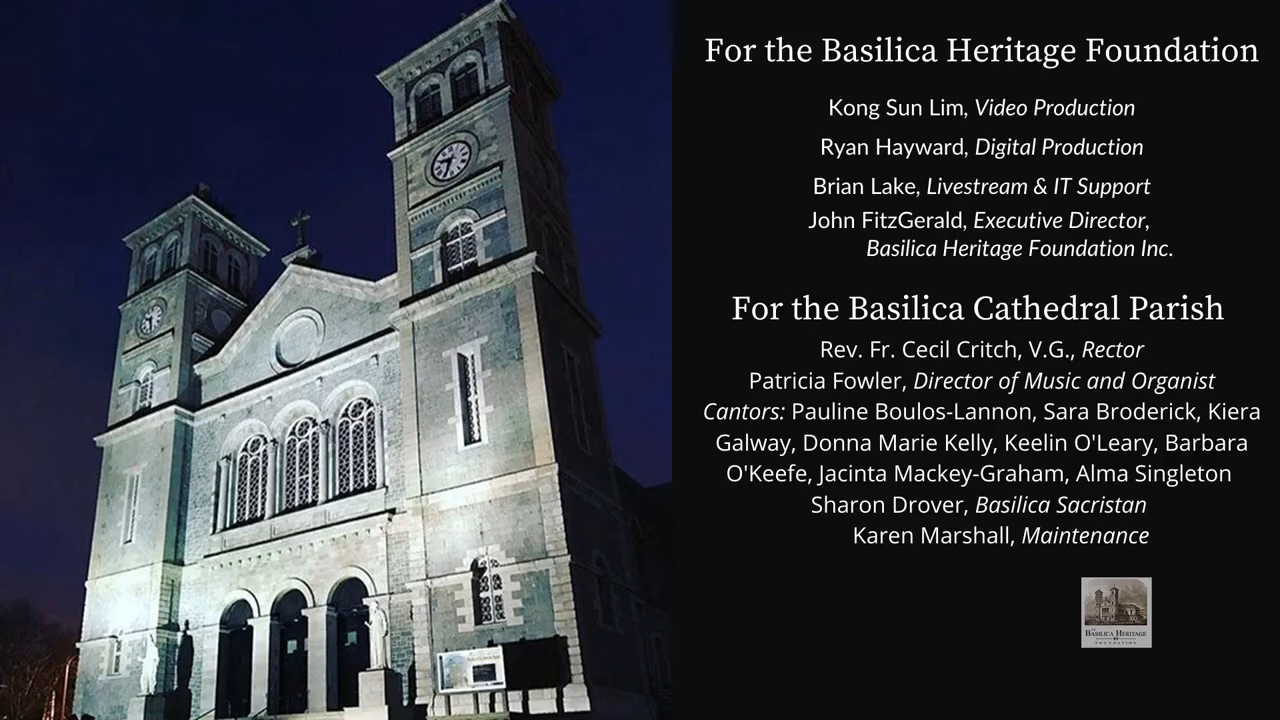 For the Basilica Heritage Foundation
Kong Sun Lim, Video Production
Ryan Hayward, Digital Production
Brian Lake, Livestream & IT Support
John FitzGerald, Executive Director,
Basilica Heritage Foundation Inc.
For the Basilica Cathedral Parish
Rev. Fr. Cecil Critch, V.G., Rector
Patricia Fowler, Director of Music and Organist
Cantors: Pauline Boulos-Lannon, Sara Broderick, Kiera
Galway, Donna Marie Kelly, Keelin O'Leary, Barbara
O'Keefe, Jacinta Mackey-Graham, Alma Singleton
Sharon Drover, Basilica Sacristan
Karen Marshall, Maintenance
BASILICA HERITAGE
FOUNDATION